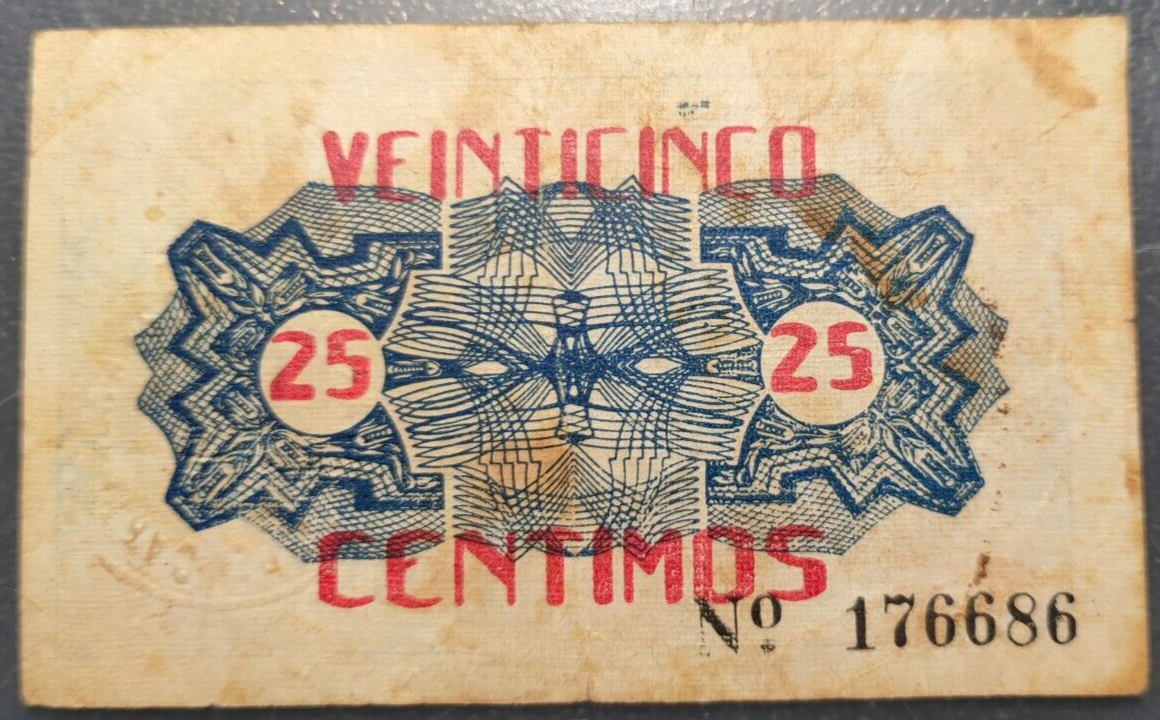 VEINTICINCO
25 25
CENTIMOS
Nº 176686